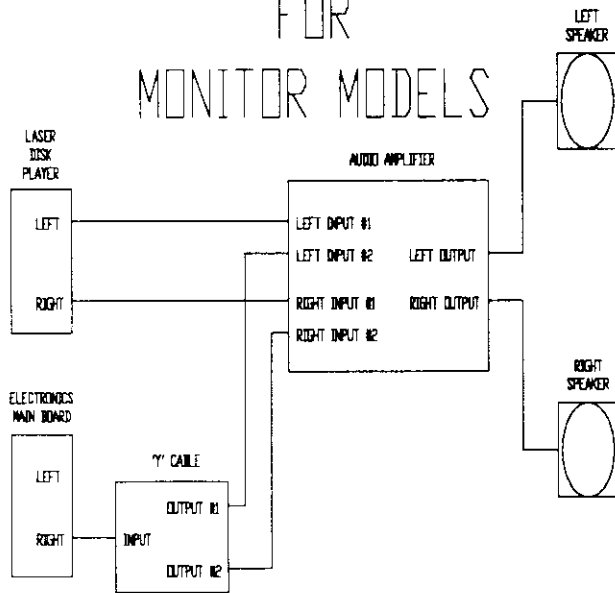 FOR
MONITOR MODELS
LEFT
SPEAKER
LASER
DISK
PLAYER
AUDIO AMPLIFIER
LEFT
LEFT INPUT #1
LEFT INPUT #2
LEFT OUTPUT
RIGHT
RIGHT INPUT #1
RIGHT OUTPUT
RIGHT INPUT #2
RIGHT
SPEAKER
ELECTRONICS
MAIN BOARD
'Y' CABLE
LEFT
OUTPUT #1
RIGHT
INPUT
OUTPUT #2